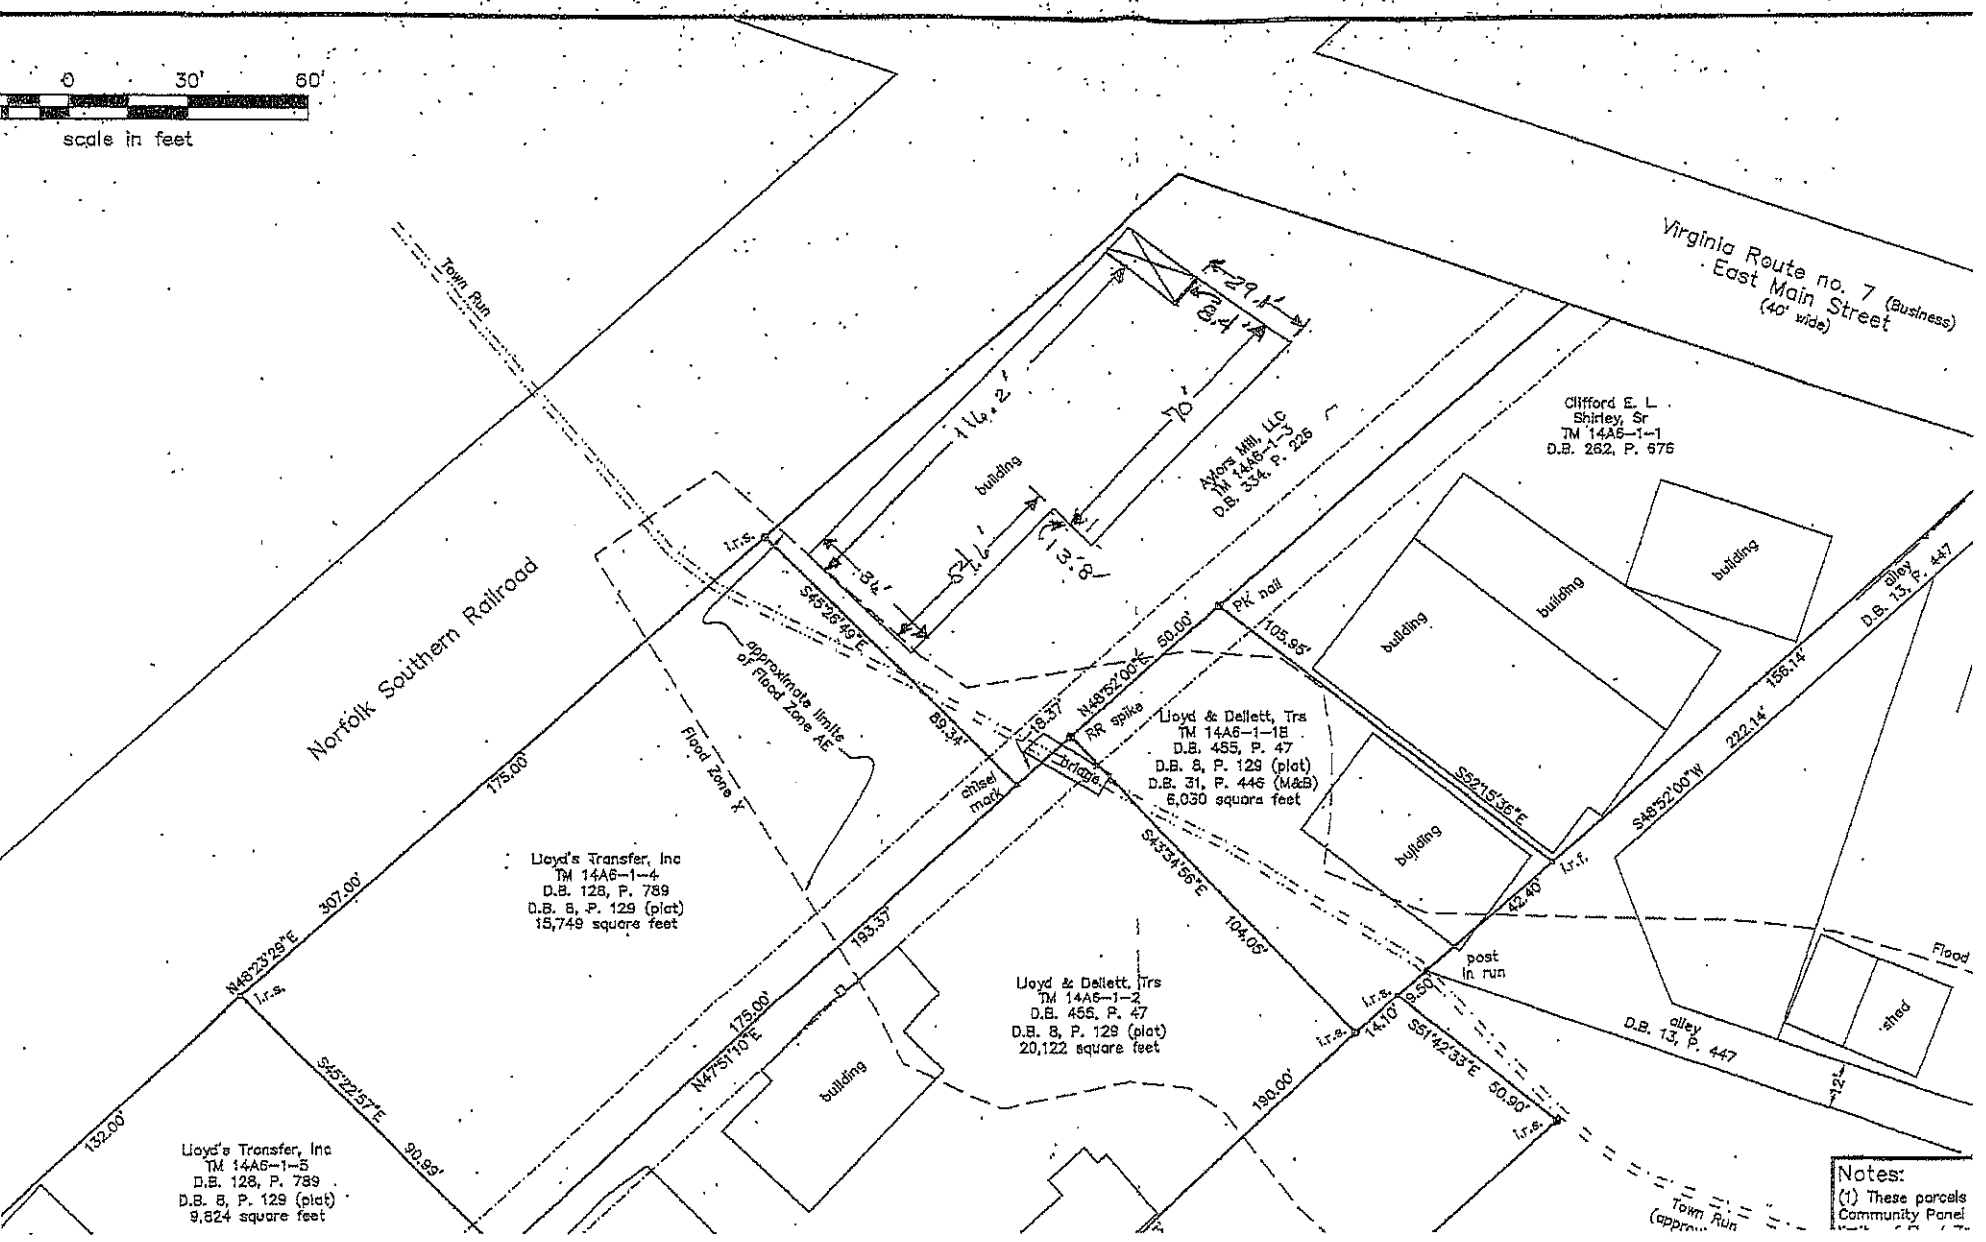 0 30' 60'
scale in feet
Town Run
Virginia Route no. 7 (Business)
East Main Street
(40' wide)
29.1'
8.4'
116.2'
70'
building
Aylors Mill, LLC
TM 14A6-1-3
D.B. 334, P. 226
Clifford E. L.
Shirley, Sr
TM 14A6-1-1
D.B. 262, P. 676
building
building
building
alley
D.B. 13, P. 447
i.r.s.
34'
13.8'
S45°26'49"E
89.34'
Norfolk Southern Railroad
approximate limits
of Flood Zone AE
Flood Zone X
PK nail
50.00'
N48°52'00"E
18.37'
RR spike
105.95'
156.14'
222.14'
S48°52'00"W
S52°15'36"E
175.00'
chisel
mark
bridge
Lloyd & Dellett, Trs
TM 14A6-1-1B
D.B. 455, P. 47
D.B. 8, P. 129 (plat)
D.B. 31, P. 446 (M&B)
6,030 square feet
building
i.r.f.
42.40'
Lloyd's Transfer, Inc
TM 14A6-1-4
D.B. 128, P. 789
D.B. 8, P. 129 (plat)
15,749 square feet
307.00'
193.37'
S43°34'56"E
104.05'
N48°23'29"E
i.r.s.
175.00'
N47°51'10"E
building
Lloyd & Dellett, Trs
TM 14A6-1-2
D.B. 455, P. 47
D.B. 8, P. 129 (plat)
20,122 square feet
post
in run
i.r.s.
9.50'
i.r.s.
14.10'
S51°42'33"E
50.90'
i.r.s.
190.00'
Flood
shed
alley
D.B. 13, P. 447
12'
S45°22'57"E
90.99'
132.00'
Lloyd's Transfer, Inc
TM 14A6-1-5
D.B. 128, P. 789
D.B. 8, P. 129 (plat)
9,824 square feet
Town Run
Notes:
(1) These parcels
Community Panel